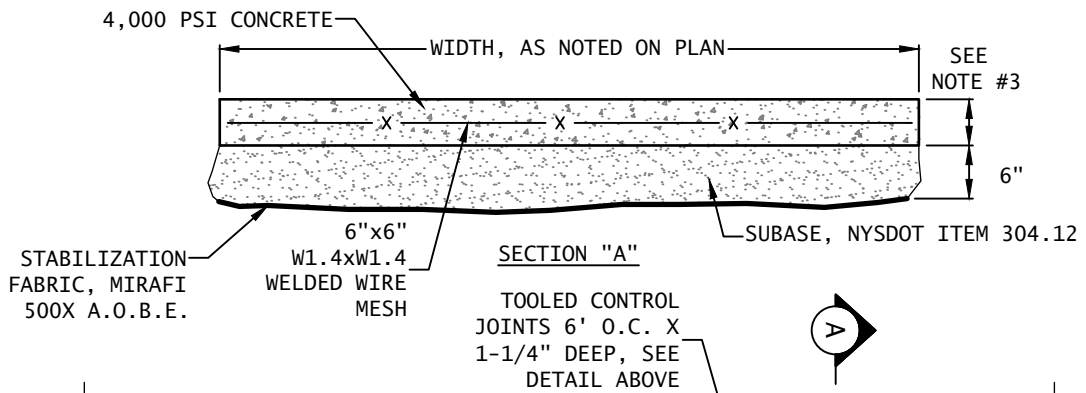 4,000 PSI CONCRETE
WIDTH, AS NOTED ON PLAN
SEE
NOTE #3
X X X
6"
STABILIZATION
FABRIC, MIRAFI
500X A.O.B.E.
6"x6"
W1.4xW1.4
WELDED WIRE
MESH
SUBASE, NYSDOT ITEM 304.12
SECTION "A"
TOOLED CONTROL
JOINTS 6' O.C. X
1-1/4" DEEP, SEE
DETAIL ABOVE
A